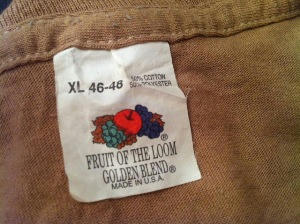 XL 46-48
50% COTTON
50% POLYESTER
®
FRUIT OF THE LOOM
GOLDEN BLEND®
MADE IN U.S.A.